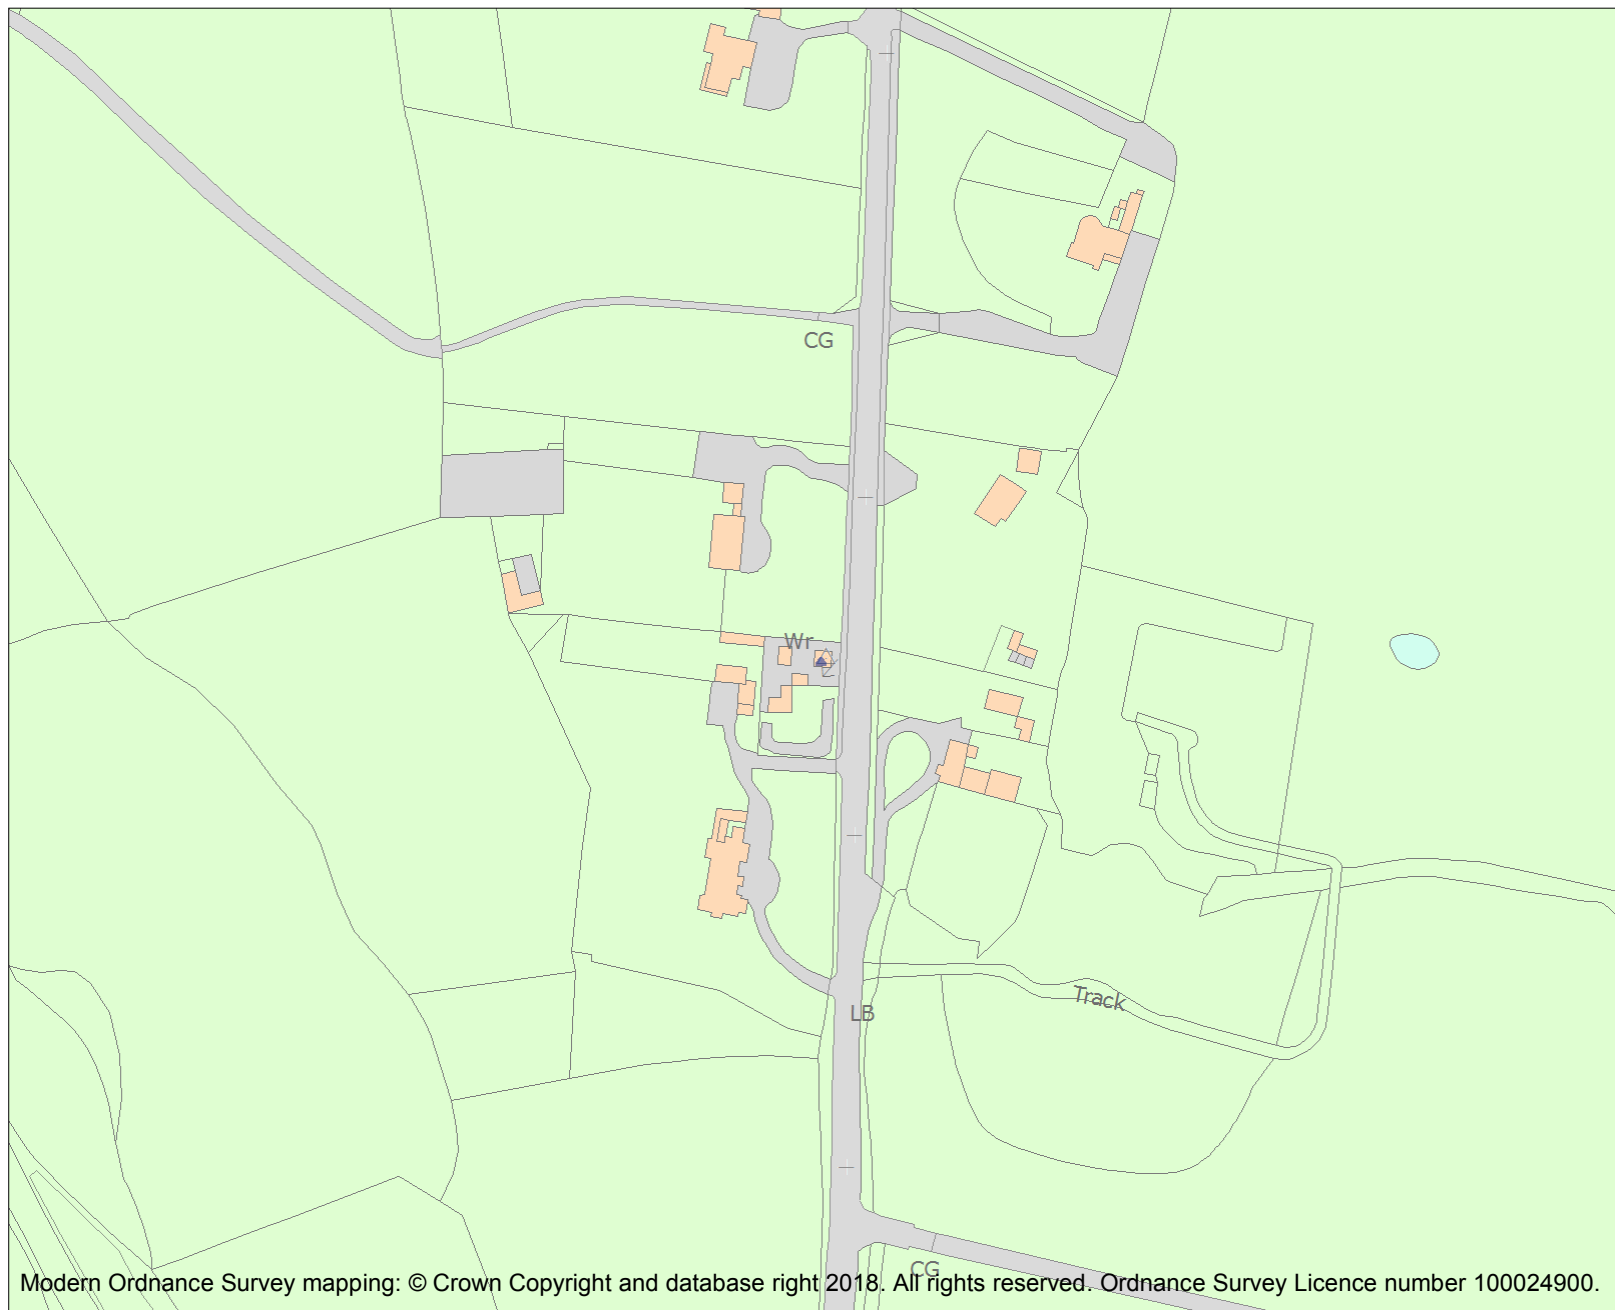 CG
Wr
Track
LB
CG
Modern Ordnance Survey mapping: © Crown Copyright and database right 2018. All rights reserved. Ordnance Survey Licence number 100024900.